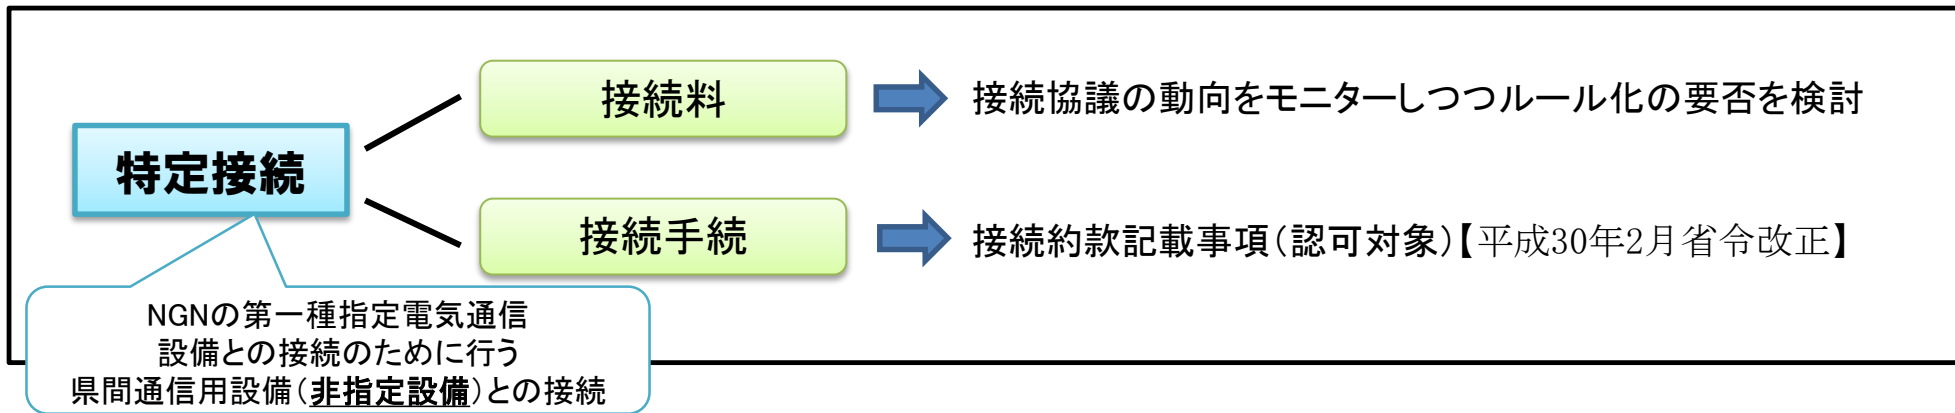 接続料
接続協議の動向をモニターしつつルール化の要否を検討
特定接続
接続手続
接続約款記載事項（認可対象）【平成30年2月省令改正】
NGNの第一種指定電気通信
設備との接続のために行う
県間通信用設備（非指定設備）との接続